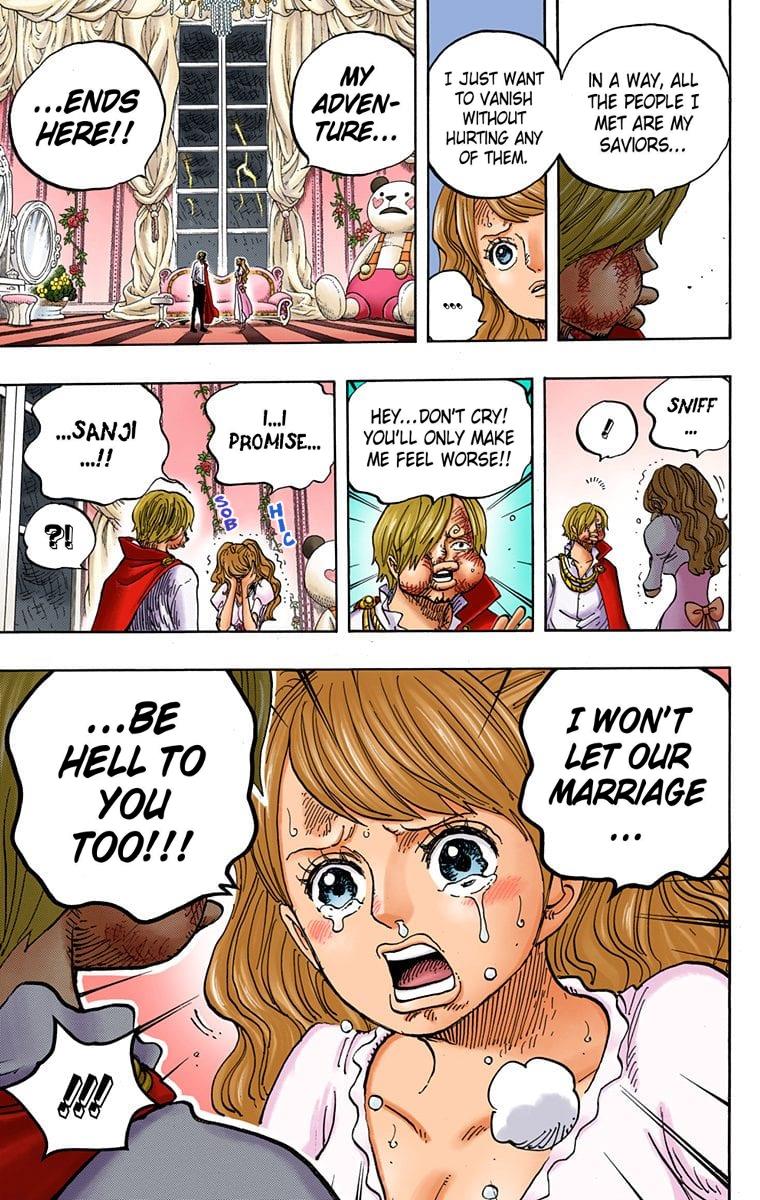 IN A WAY, ALL
THE PEOPLE I
MET ARE MY
SAVIORS...
I JUST WANT
TO VANISH
WITHOUT
HURTING ANY
OF THEM.
...
MY
ADVEN-
TURE...
...ENDS
HERE!!
SNIFF
...
!
HEY...DON'T CRY!
YOU'LL ONLY MAKE
ME FEEL WORSE!!
I...I
PROMISE...
HIC
SOB
...SANJI
...!!
?!
I WON'T
LET OUR
MARRIAGE
...
...BE
HELL TO
YOU
TOO!!!
!!!